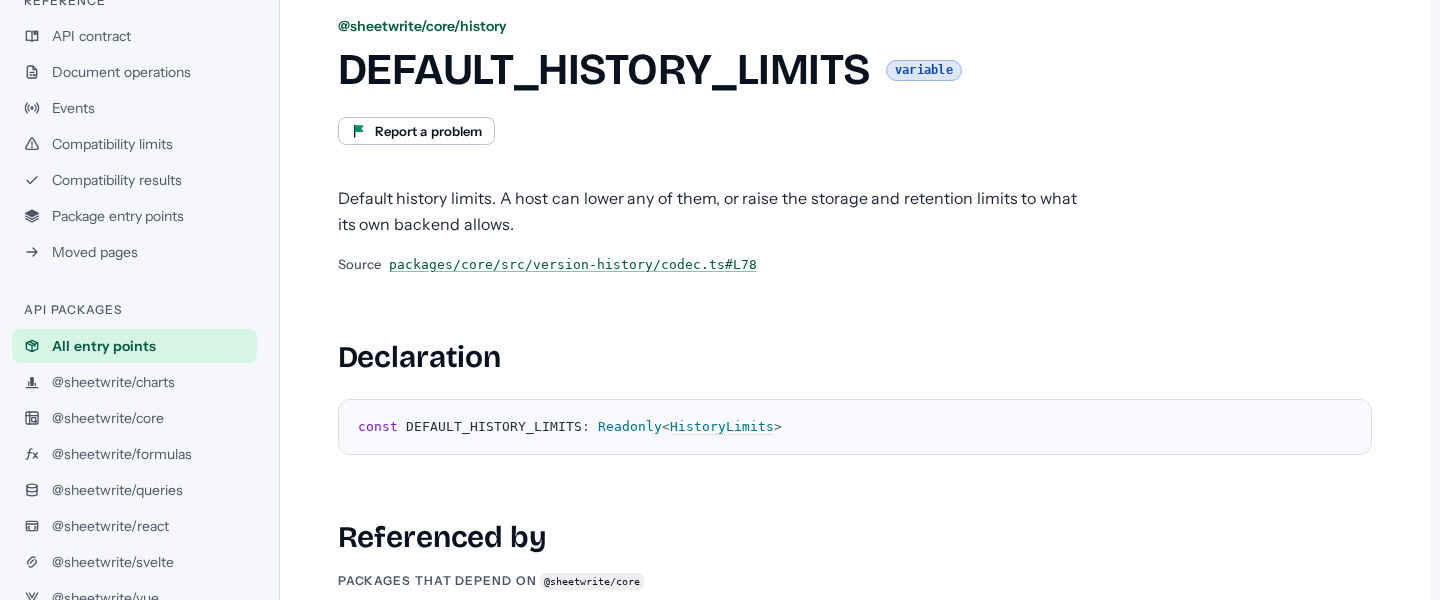 REFERENCE
API contract
Document operations
Events
Compatibility limits
Compatibility results
Package entry points
Moved pages
API PACKAGES
All entry points
@sheetwrite/charts
@sheetwrite/core
@sheetwrite/formulas
@sheetwrite/queries
@sheetwrite/react
@sheetwrite/svelte
@sheetwrite/vue
@sheetwrite/core/history
DEFAULT_HISTORY_LIMITS variable
Report a problem
Default history limits. A host can lower any of them, or raise the storage and retention limits to what
its own backend allows.
Source packages/core/src/version-history/codec.ts#L78
Declaration
const DEFAULT_HISTORY_LIMITS: Readonly<HistoryLimits>
Referenced by
PACKAGES THAT DEPEND ON @sheetwrite/core